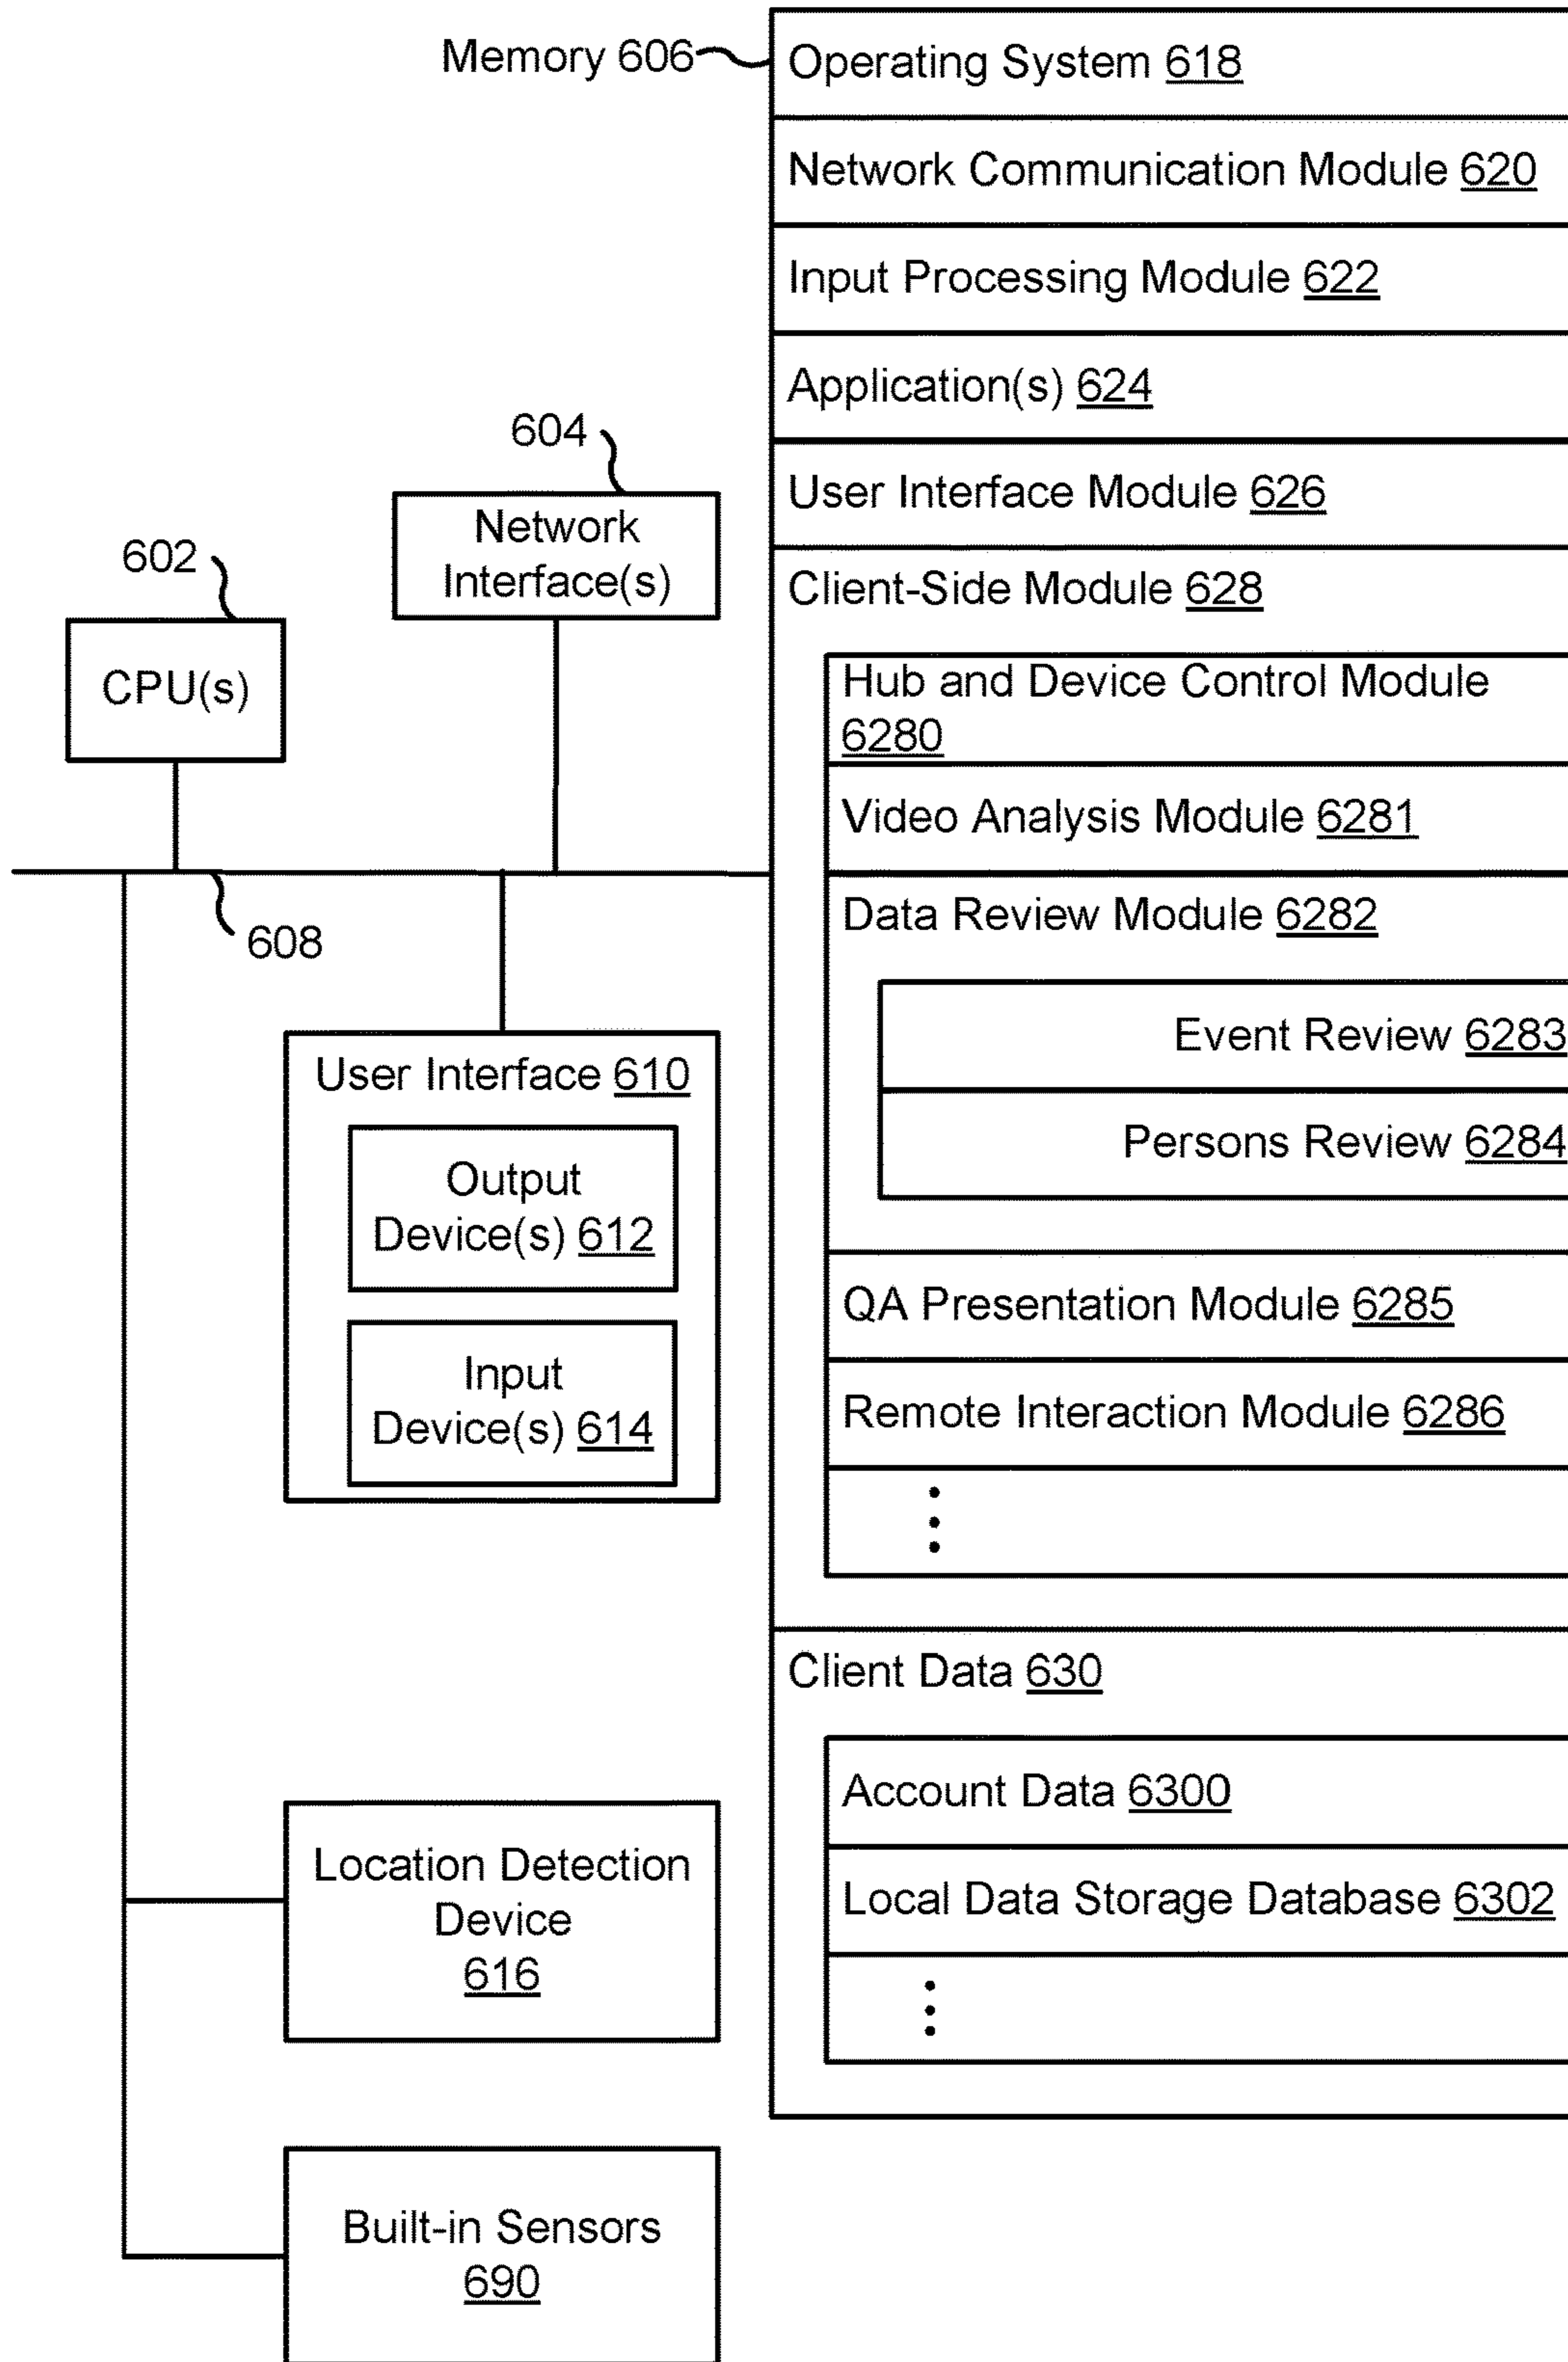 Memory 606
Operating System 618
Network Communication Module 620
Input Processing Module 622
Application(s) 624
User Interface Module 626
Client-Side Module 628
Hub and Device Control Module
6280
Video Analysis Module 6281
Data Review Module 6282
Event Review 6283
Persons Review 6284
QA Presentation Module 6285
Remote Interaction Module 6286
Client Data 630
Account Data 6300
Local Data Storage Database 6302
604
Network
Interface(s)
602
CPU(s)
608
User Interface 610
Output
Device(s) 612
Input
Device(s) 614
Location Detection
Device
616
Built-in Sensors
690